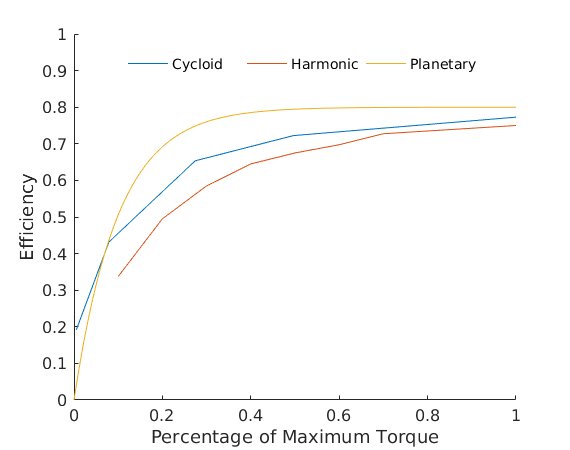 Cycloid Harmonic Planetary
1
0.9
0.8
0.7
0.6
0.5
0.4
0.3
0.2
0.1
0
Efficiency
0 0.2 0.4 0.6 0.8 1
Percentage of Maximum Torque